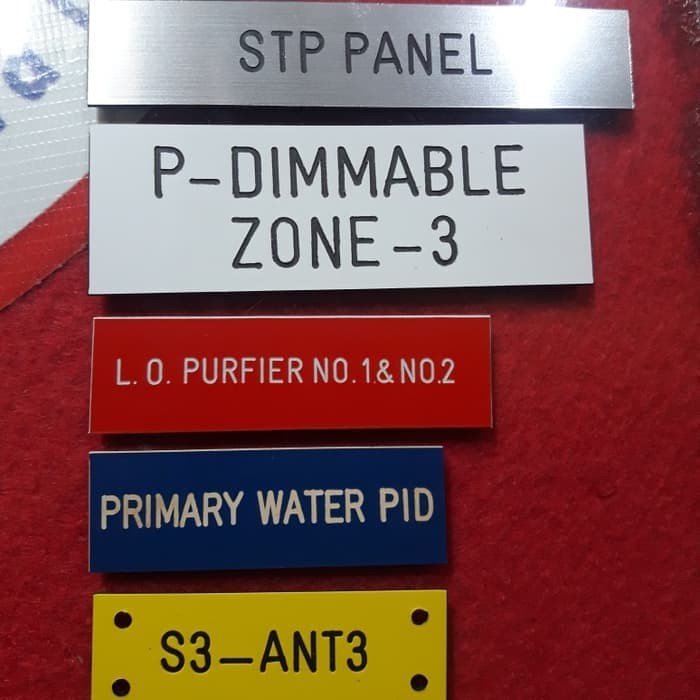 STP PANEL
P-DIMMABLE
ZONE-3
L. O. PURFIER NO.1&NO.2
PRIMARY WATER PID
S3-ANT3